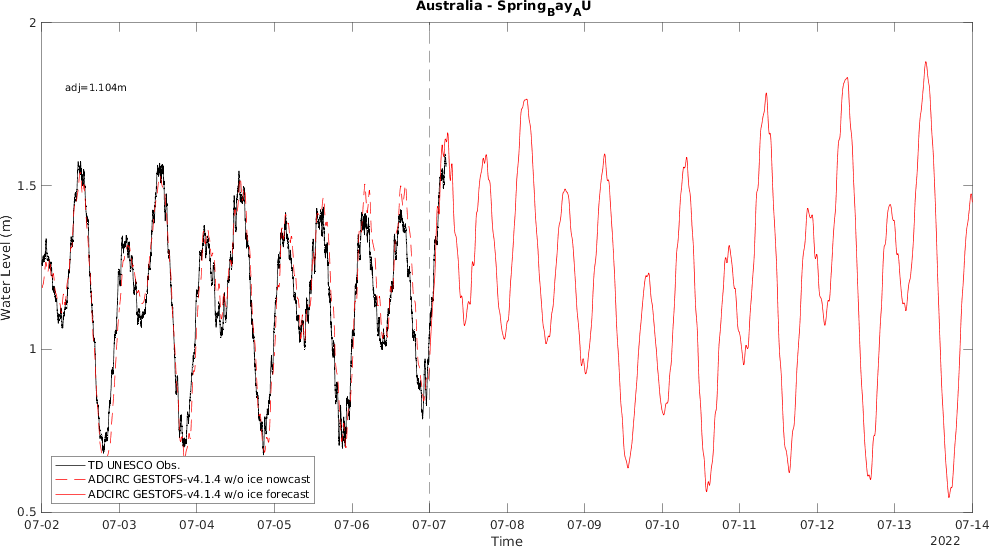 Australia - SpringBayAU
2
adj=1.104m
1.5
Water Level (m)
1
TD UNESCO Obs.
ADCIRC GESTOFS-v4.1.4 w/o ice nowcast
ADCIRC GESTOFS-v4.1.4 w/o ice forecast
0.5
07-02 07-03 07-04 07-05 07-06 07-07 07-08 07-09 07-10 07-11 07-12 07-13 07-14
Time
2022